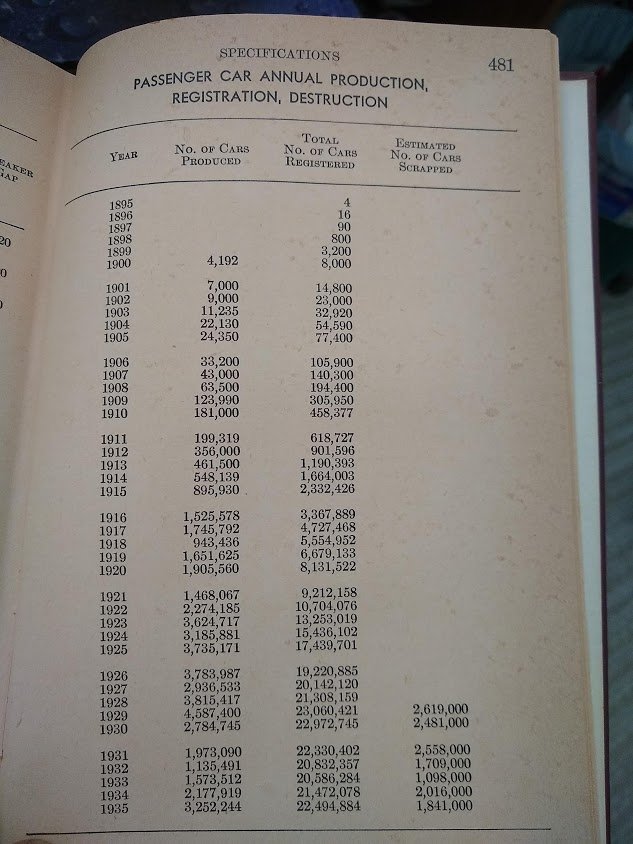 SPECIFICATIONS 481
PASSENGER CAR ANNUAL PRODUCTION,
REGISTRATION, DESTRUCTION
YEAR NO. OF CARS PRODUCED TOTAL NO. OF CARS REGISTERED ESTIMATED NO. OF CARS SCRAPPED
1895 4
1896 16
1897 90
1898 800
1899 3,200
1900 4,192 8,000
1901 7,000 14,800
1902 9,000 23,000
1903 11,235 32,920
1904 22,130 54,590
1905 24,350 77,400
1906 33,200 105,900
1907 43,000 140,300
1908 63,500 194,400
1909 123,990 305,950
1910 181,000 458,377
1911 199,319 618,727
1912 356,000 901,596
1913 461,500 1,190,393
1914 548,139 1,664,003
1915 895,930 2,332,426
1916 1,525,578 3,367,889
1917 1,745,792 4,727,468
1918 943,436 5,554,952
1919 1,651,625 6,679,133
1920 1,905,560 8,131,522
1921 1,468,067 9,212,158
1922 2,274,185 10,704,076
1923 3,624,717 13,253,019
1924 3,185,881 15,436,102
1925 3,735,171 17,439,701
1926 3,783,987 19,220,885
1927 2,936,533 20,142,120
1928 3,815,417 21,308,159
1929 4,587,400 23,060,421 2,619,000
1930 2,784,745 22,972,745 2,481,000
1931 1,973,090 22,330,402 2,558,000
1932 1,135,491 20,832,357 1,709,000
1933 1,573,512 20,586,284 1,098,000
1934 2,177,919 21,472,078 2,016,000
1935 3,252,244 22,494,884 1,841,000